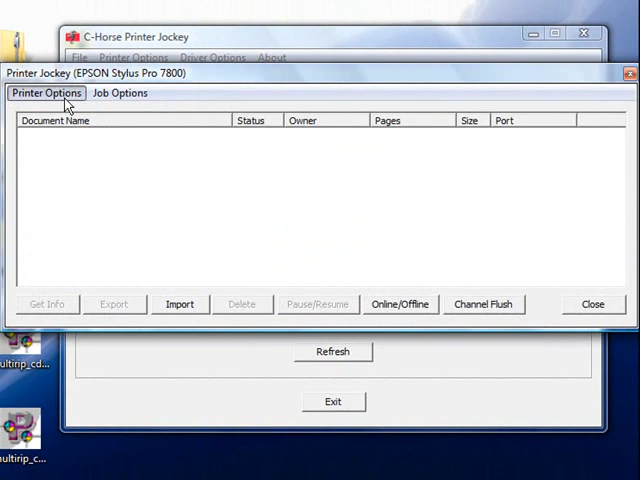 C-Horse Printer Jockey
File Printer Options Driver Options About
Printer Jockey (EPSON Stylus Pro 7800)
Printer Options Job Options
Document Name Status Owner Pages Size Port
Get Info Export Import Delete Pause/Resume Online/Offline Channel Flush Close
Refresh
ultirip_cd...
Exit
ultirip_c...